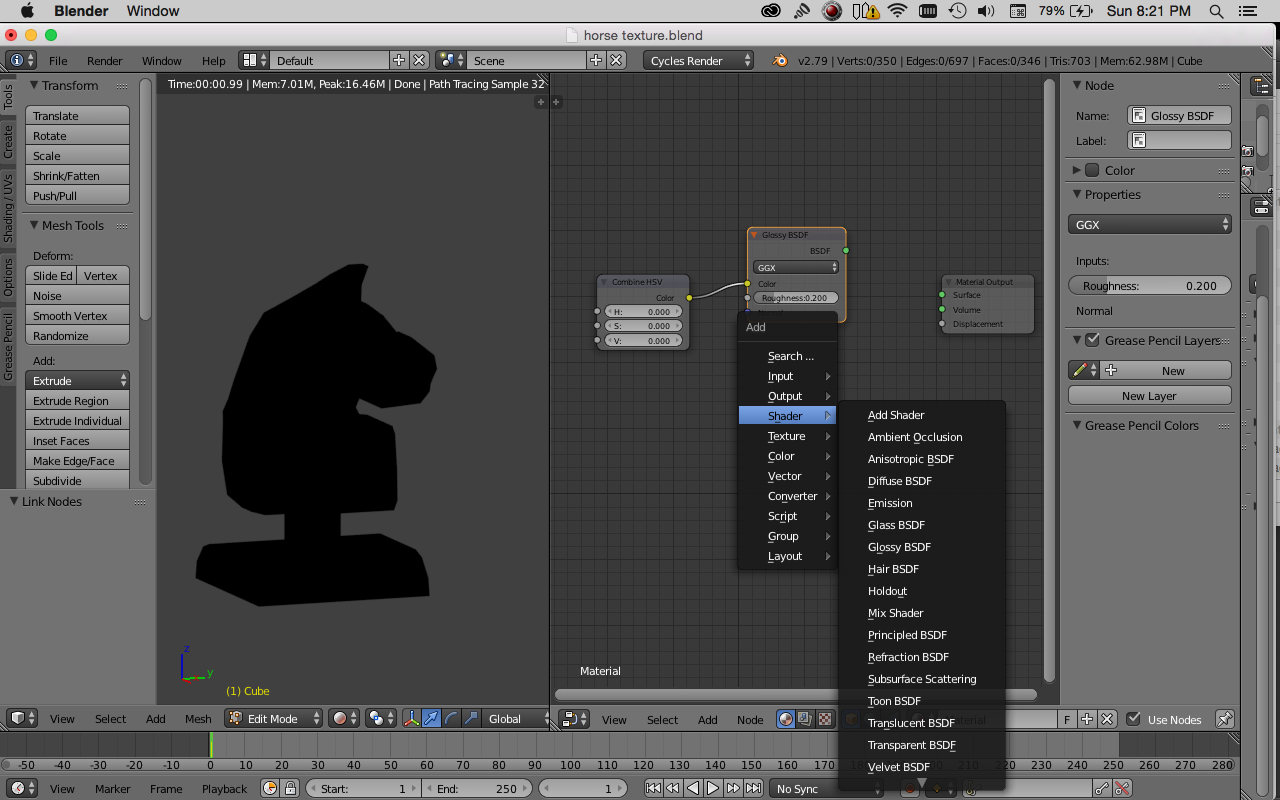 Blender Window 79% Sun 8:21 PM
horse texture.blend
File Render Window Help Default Scene Cycles Render v2.79 | Verts:0/350 | Edges:0/697 | Faces:0/346 | Tris:703 | Mem:62.98M | Cube
Tools
Create
Shading / UVs
Options
Grease Pencil
Transform
Translate
Rotate
Scale
Shrink/Fatten
Push/Pull
Mesh Tools
Deform:
Slide Ed Vertex
Noise
Smooth Vertex
Randomize
Add:
Extrude
Extrude Region
Extrude Individual
Inset Faces
Make Edge/Face
Subdivide
Link Nodes
Time:00:00.99 | Mem:7.01M, Peak:16.46M | Done | Path Tracing Sample 32
z
y
(1) Cube
Combine HSV
Color
H: 0.000
S: 0.000
V: 0.000
Glossy BSDF
BSDF
GGX
Color
Roughness:0.200
Material Output
Surface
Volume
Displacement
Add
Search ...
Input
Output
Shader
Texture
Color
Vector
Converter
Script
Group
Layout
Add Shader
Ambient Occlusion
Anisotropic BSDF
Diffuse BSDF
Emission
Glass BSDF
Glossy BSDF
Hair BSDF
Holdout
Mix Shader
Principled BSDF
Refraction BSDF
Subsurface Scattering
Toon BSDF
Translucent BSDF
Transparent BSDF
Velvet BSDF
Material
Node
Name: Glossy BSDF
Label:
Color
Properties
GGX
Inputs:
Roughness: 0.200
Normal
Grease Pencil Layers
New
New Layer
Grease Pencil Colors
View Select Add Mesh Edit Mode Global
View Select Add Node Material F Use Nodes
-50 -40 -30 -20 -10 0 10 20 30 40 50 60 70 80 90 100 110 120 130 140 150 160 170 180 190 200 210 220 230 240 250 260 270 280
View Marker Frame Playback Start: 1 End: 250 1 No Sync